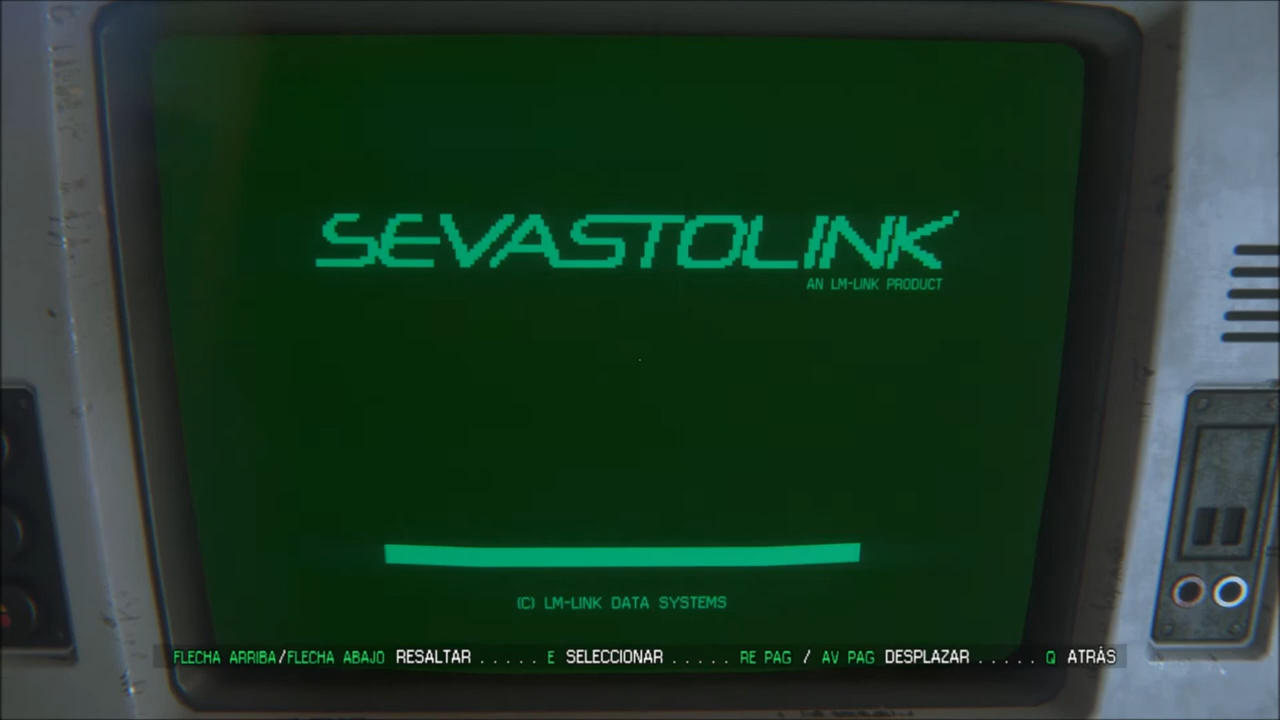 SEVASTOLINK
AN LM-LINK PRODUCT
(C) LM-LINK DATA SYSTEMS
FLECHA ARRIBA/FLECHA ABAJO RESALTAR ..... E SELECCIONAR ..... RE PAG / AV PAG DESPLAZAR ..... Q ATRÁS